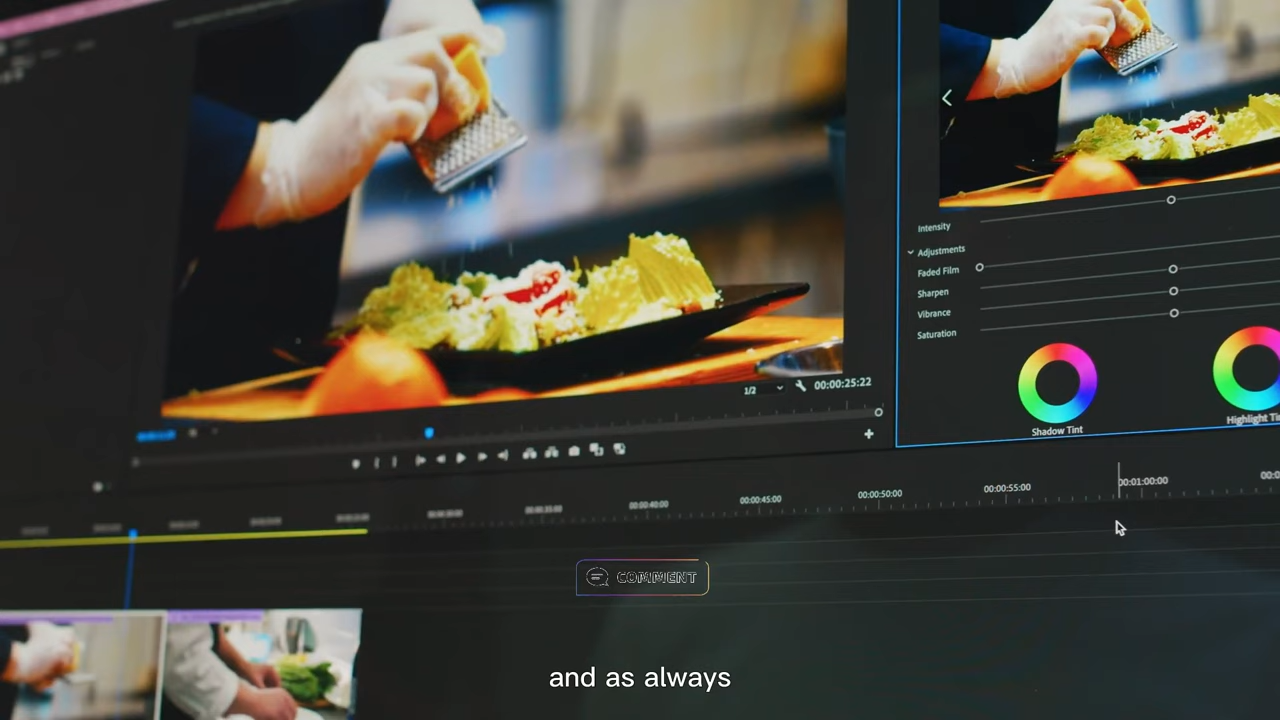 Intensity
Adjustments
Faded Film
Sharpen
Vibrance
Saturation
1/2
00:00:25:22
Shadow Tint
Highlight
00:00:40:00
00:00:45:00
00:00:50:00
00:00:55:00
00:01:00:00
COMMENT
and as always